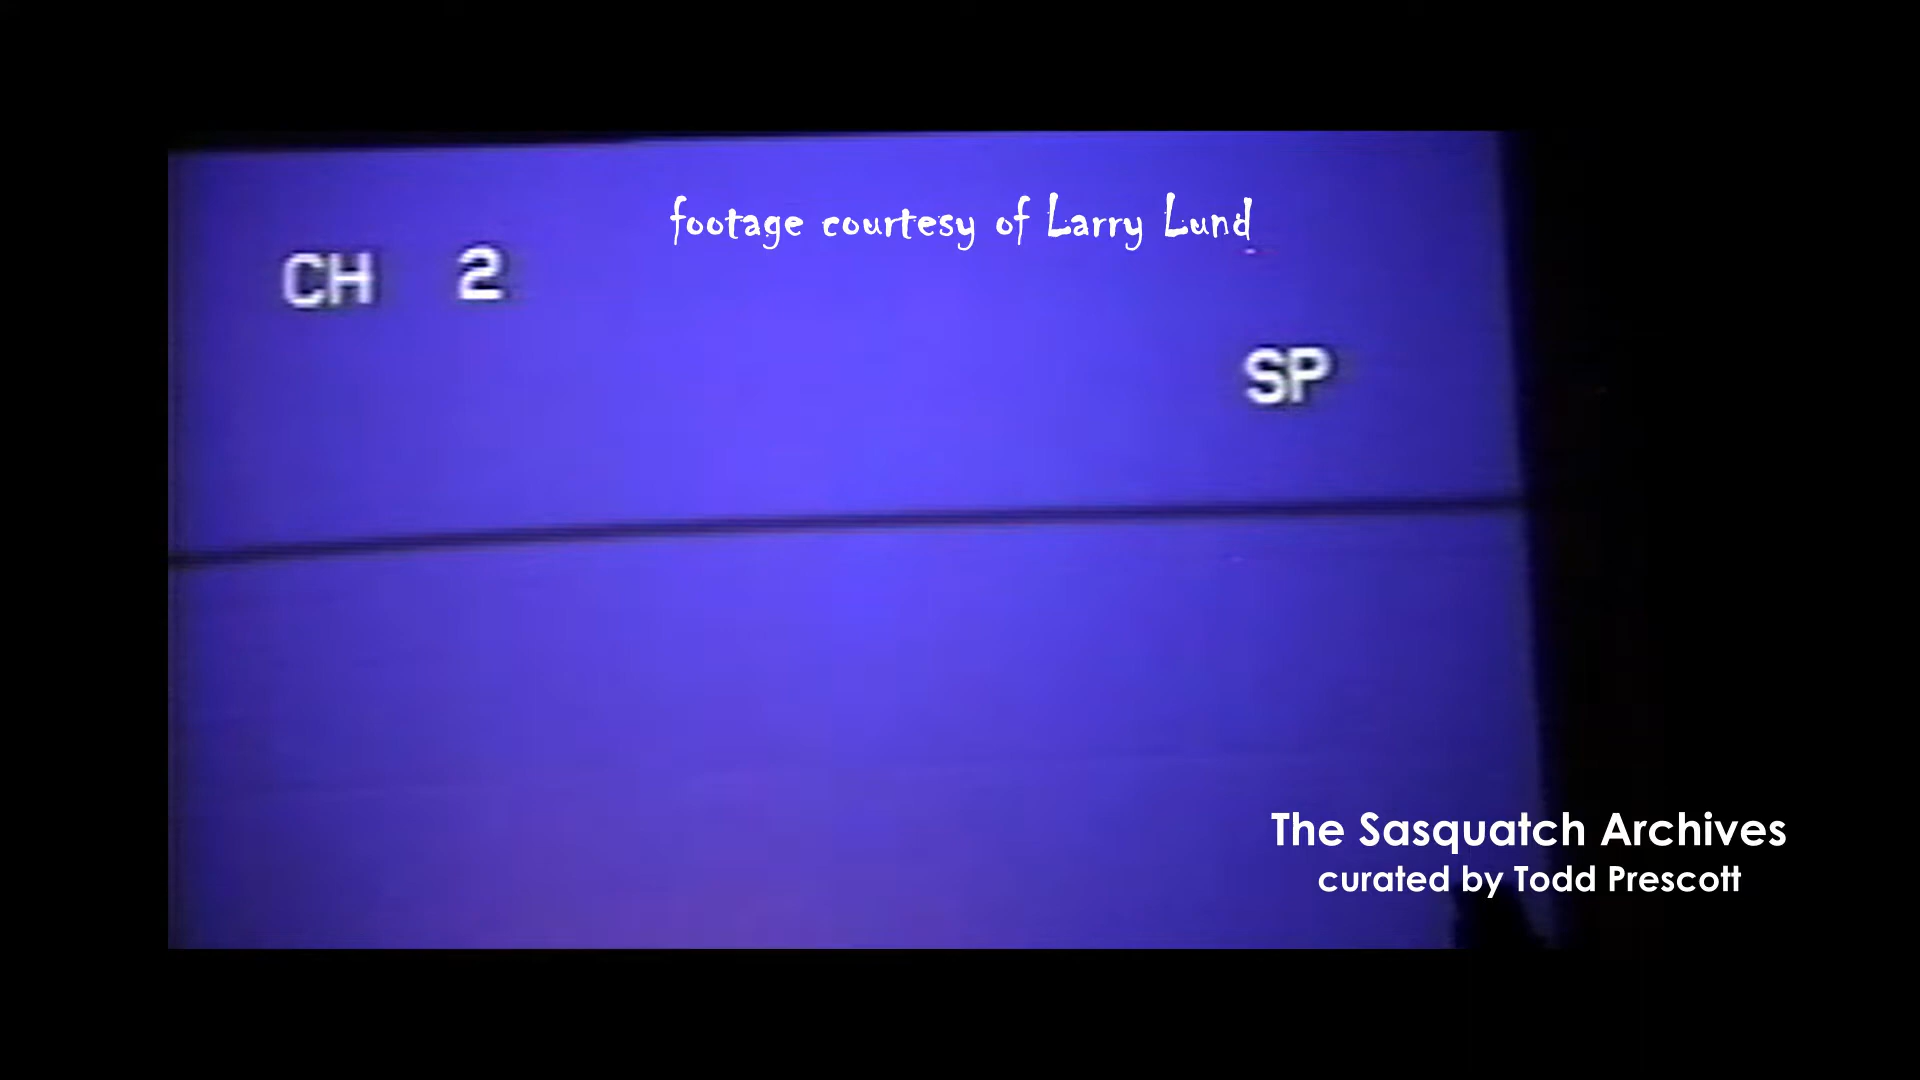 footage courtesy of Larry Lund
CH 2
SP
The Sasquatch Archives
curated by Todd Prescott